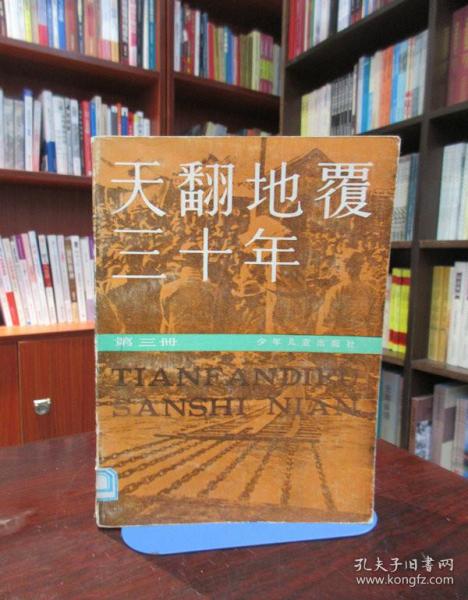 天翻地覆
三十年
第三册 少年儿童出版社
TIANFANDIFU
SANSHI NIAN
孔夫子旧书网
www.kongfz.com